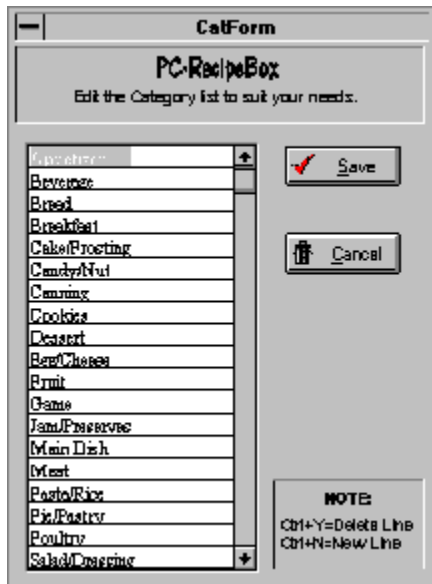 CatForm
PC-RecipeBox
Edit the Category list to suit your needs.
Appetizer
Beverage
Bread
Breakfast
Cake/Frosting
Candy/Nut
Canning
Cookies
Dessert
Egg/Cheese
Fruit
Game
Jam/Preserves
Main Dish
Meat
Pasta/Rice
Pie/Pastry
Poultry
Salad/Dressing
Save
Cancel
NOTE:
Ctrl+Y=Delete Line
Ctrl+N=New Line